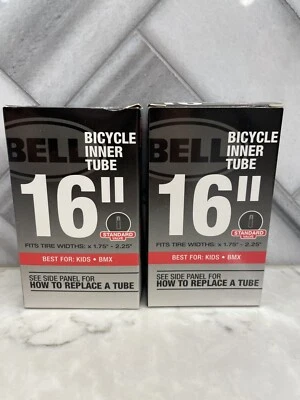 BELL
BICYCLE
INNER
TUBE
16"
STANDARD
VALVE
FITS TIRE WIDTHS: x 1.75" - 2.25"
BEST FOR: KIDS • BMX
SEE SIDE PANEL FOR
HOW TO REPLACE A TUBE
BELL
BICYCLE
INNER
TUBE
16"
STANDARD
VALVE
FITS TIRE WIDTHS: x 1.75" - 2.25"
BEST FOR: KIDS • BMX
SEE SIDE PANEL FOR
HOW TO REPLACE A TUBE